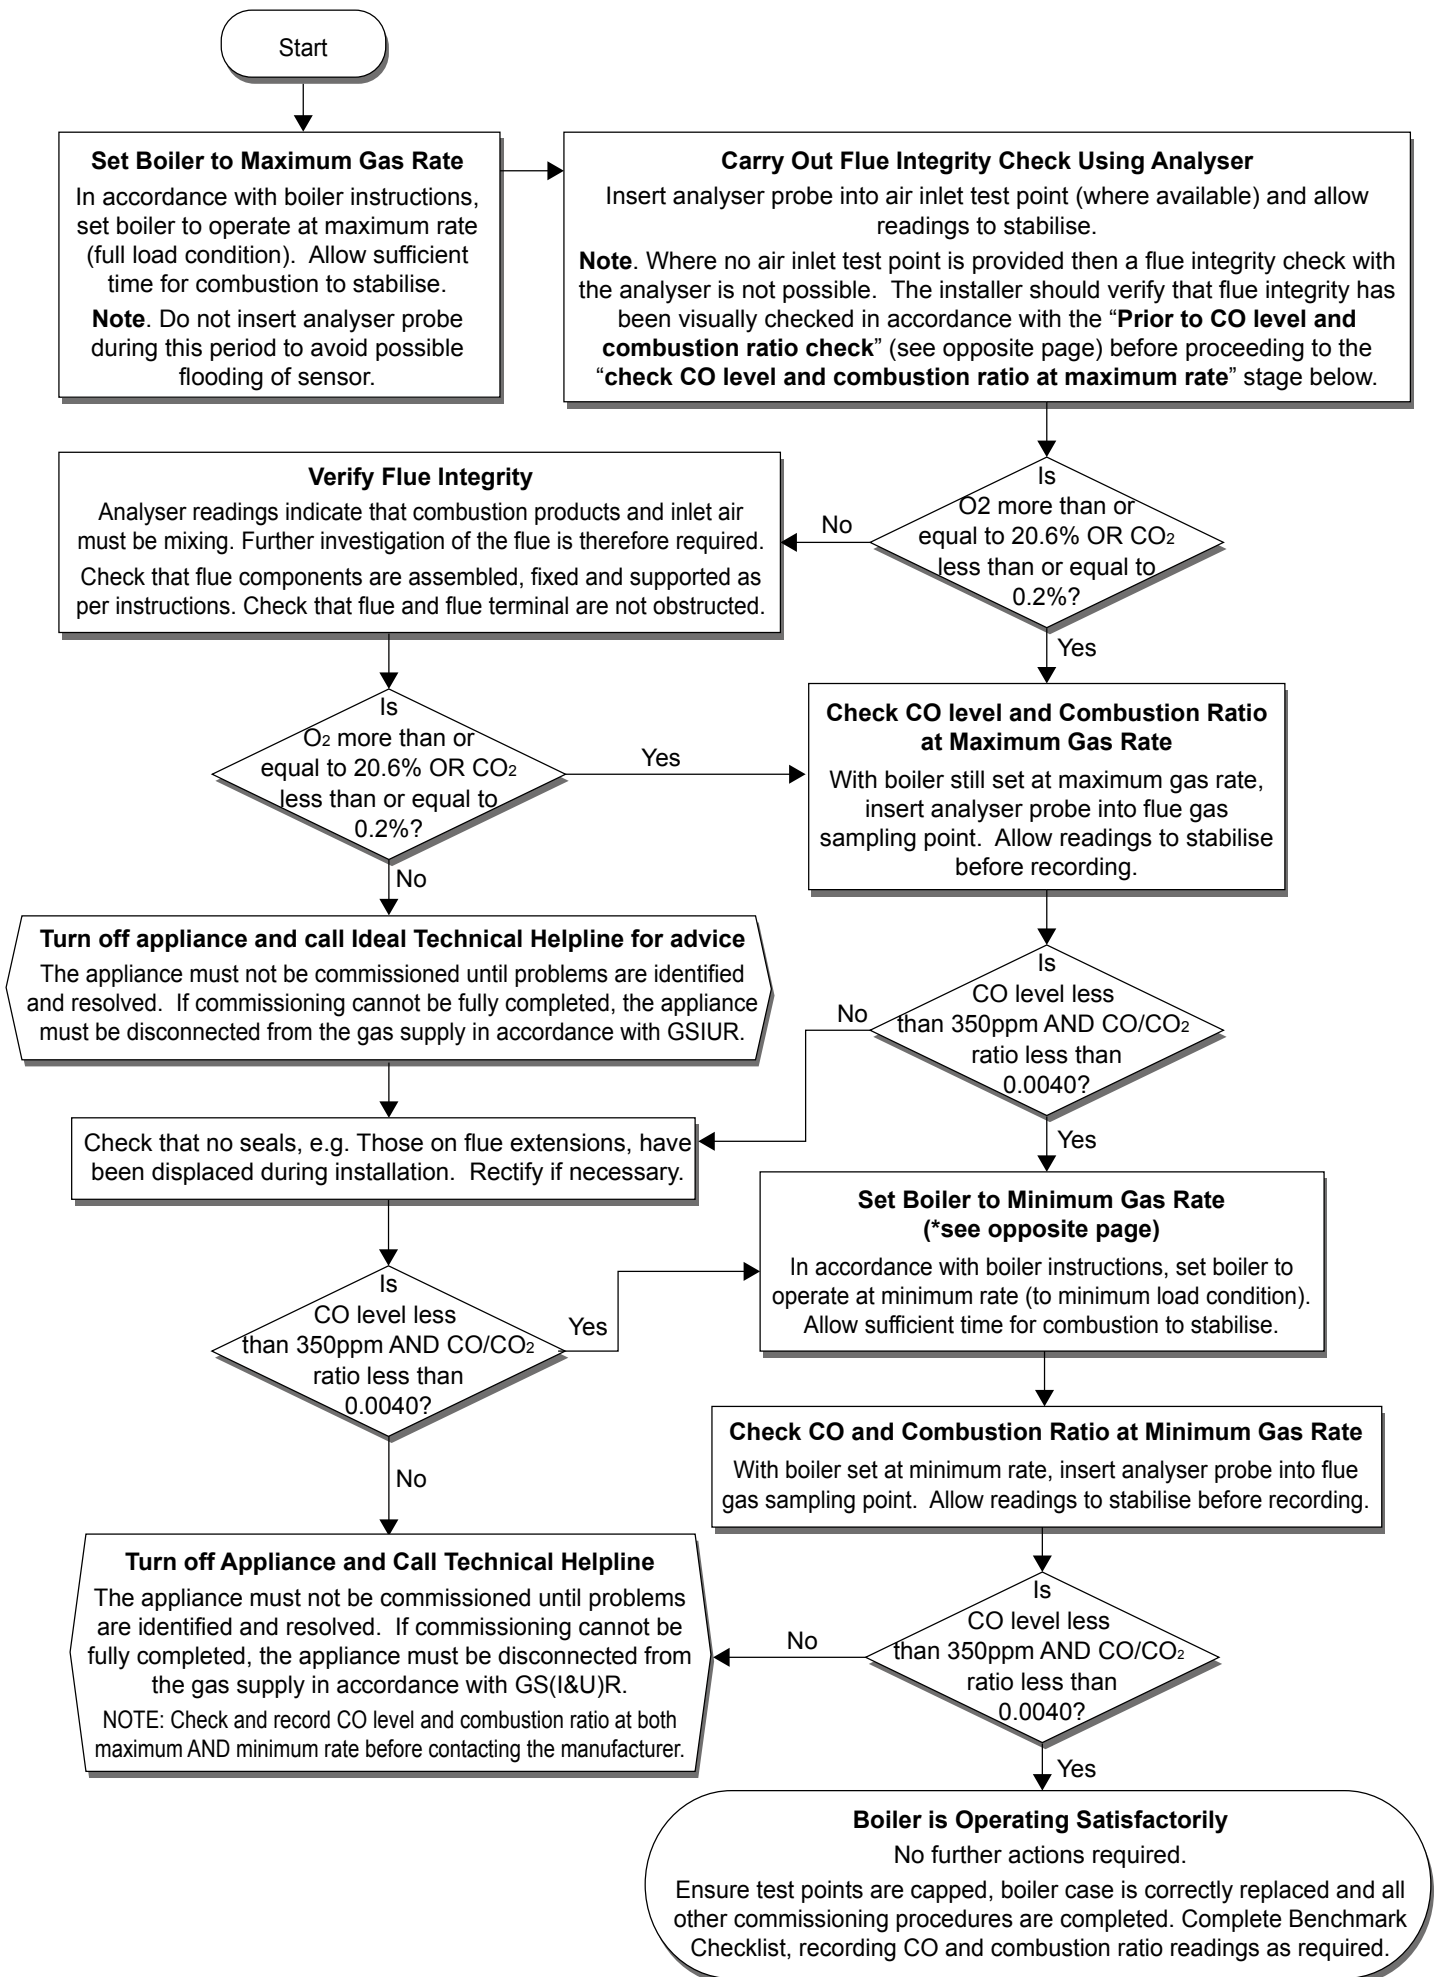 Start
Set Boiler to Maximum Gas Rate
In accordance with boiler instructions,
set boiler to operate at maximum rate
(full load condition).  Allow sufficient
time for combustion to stabilise.
Note. Do not insert analyser probe
during this period to avoid possible
flooding of sensor.
Carry Out Flue Integrity Check Using Analyser
Insert analyser probe into air inlet test point (where available) and allow
readings to stabilise.
Note. Where no air inlet test point is provided then a flue integrity check with
the analyser is not possible.  The installer should verify that flue integrity has
been visually checked in accordance with the “Prior to CO level and
combustion ratio check” (see opposite page) before proceeding to the
“check CO level and combustion ratio at maximum rate” stage below.
Is
O2 more than or
equal to 20.6% OR CO2
less than or equal to
0.2%?
No
Yes
Verify Flue Integrity
Analyser readings indicate that combustion products and inlet air
must be mixing. Further investigation of the flue is therefore required.
Check that flue components are assembled, fixed and supported as
per instructions. Check that flue and flue terminal are not obstructed.
Is
O2 more than or
equal to 20.6% OR CO2
less than or equal to
0.2%?
Yes
No
Check CO level and Combustion Ratio
at Maximum Gas Rate
With boiler still set at maximum gas rate,
insert analyser probe into flue gas
sampling point.  Allow readings to stabilise
before recording.
Turn off appliance and call Ideal Technical Helpline for advice
The appliance must not be commissioned until problems are identified
and resolved.  If commissioning cannot be fully completed, the appliance
must be disconnected from the gas supply in accordance with GSIUR.
Is
CO level less
than 350ppm AND CO/CO2
ratio less than
0.0040?
No
Yes
Check that no seals, e.g. Those on flue extensions, have
been displaced during installation.  Rectify if necessary.
Set Boiler to Minimum Gas Rate
(*see opposite page)
In accordance with boiler instructions, set boiler to
operate at minimum rate (to minimum load condition).
Allow sufficient time for combustion to stabilise.
Is
CO level less
than 350ppm AND CO/CO2
ratio less than
0.0040?
Yes
No
Check CO and Combustion Ratio at Minimum Gas Rate
With boiler set at minimum rate, insert analyser probe into flue
gas sampling point.  Allow readings to stabilise before recording.
Turn off Appliance and Call Technical Helpline
The appliance must not be commissioned until problems
are identified and resolved.  If commissioning cannot be
fully completed, the appliance must be disconnected from
the gas supply in accordance with GS(I&U)R.
NOTE: Check and record CO level and combustion ratio at both
maximum AND minimum rate before contacting the manufacturer.
Is
CO level less
than 350ppm AND CO/CO2
ratio less than
0.0040?
No
Yes
Boiler is Operating Satisfactorily
No further actions required.
Ensure test points are capped, boiler case is correctly replaced and all
other commissioning procedures are completed. Complete Benchmark
Checklist, recording CO and combustion ratio readings as required.